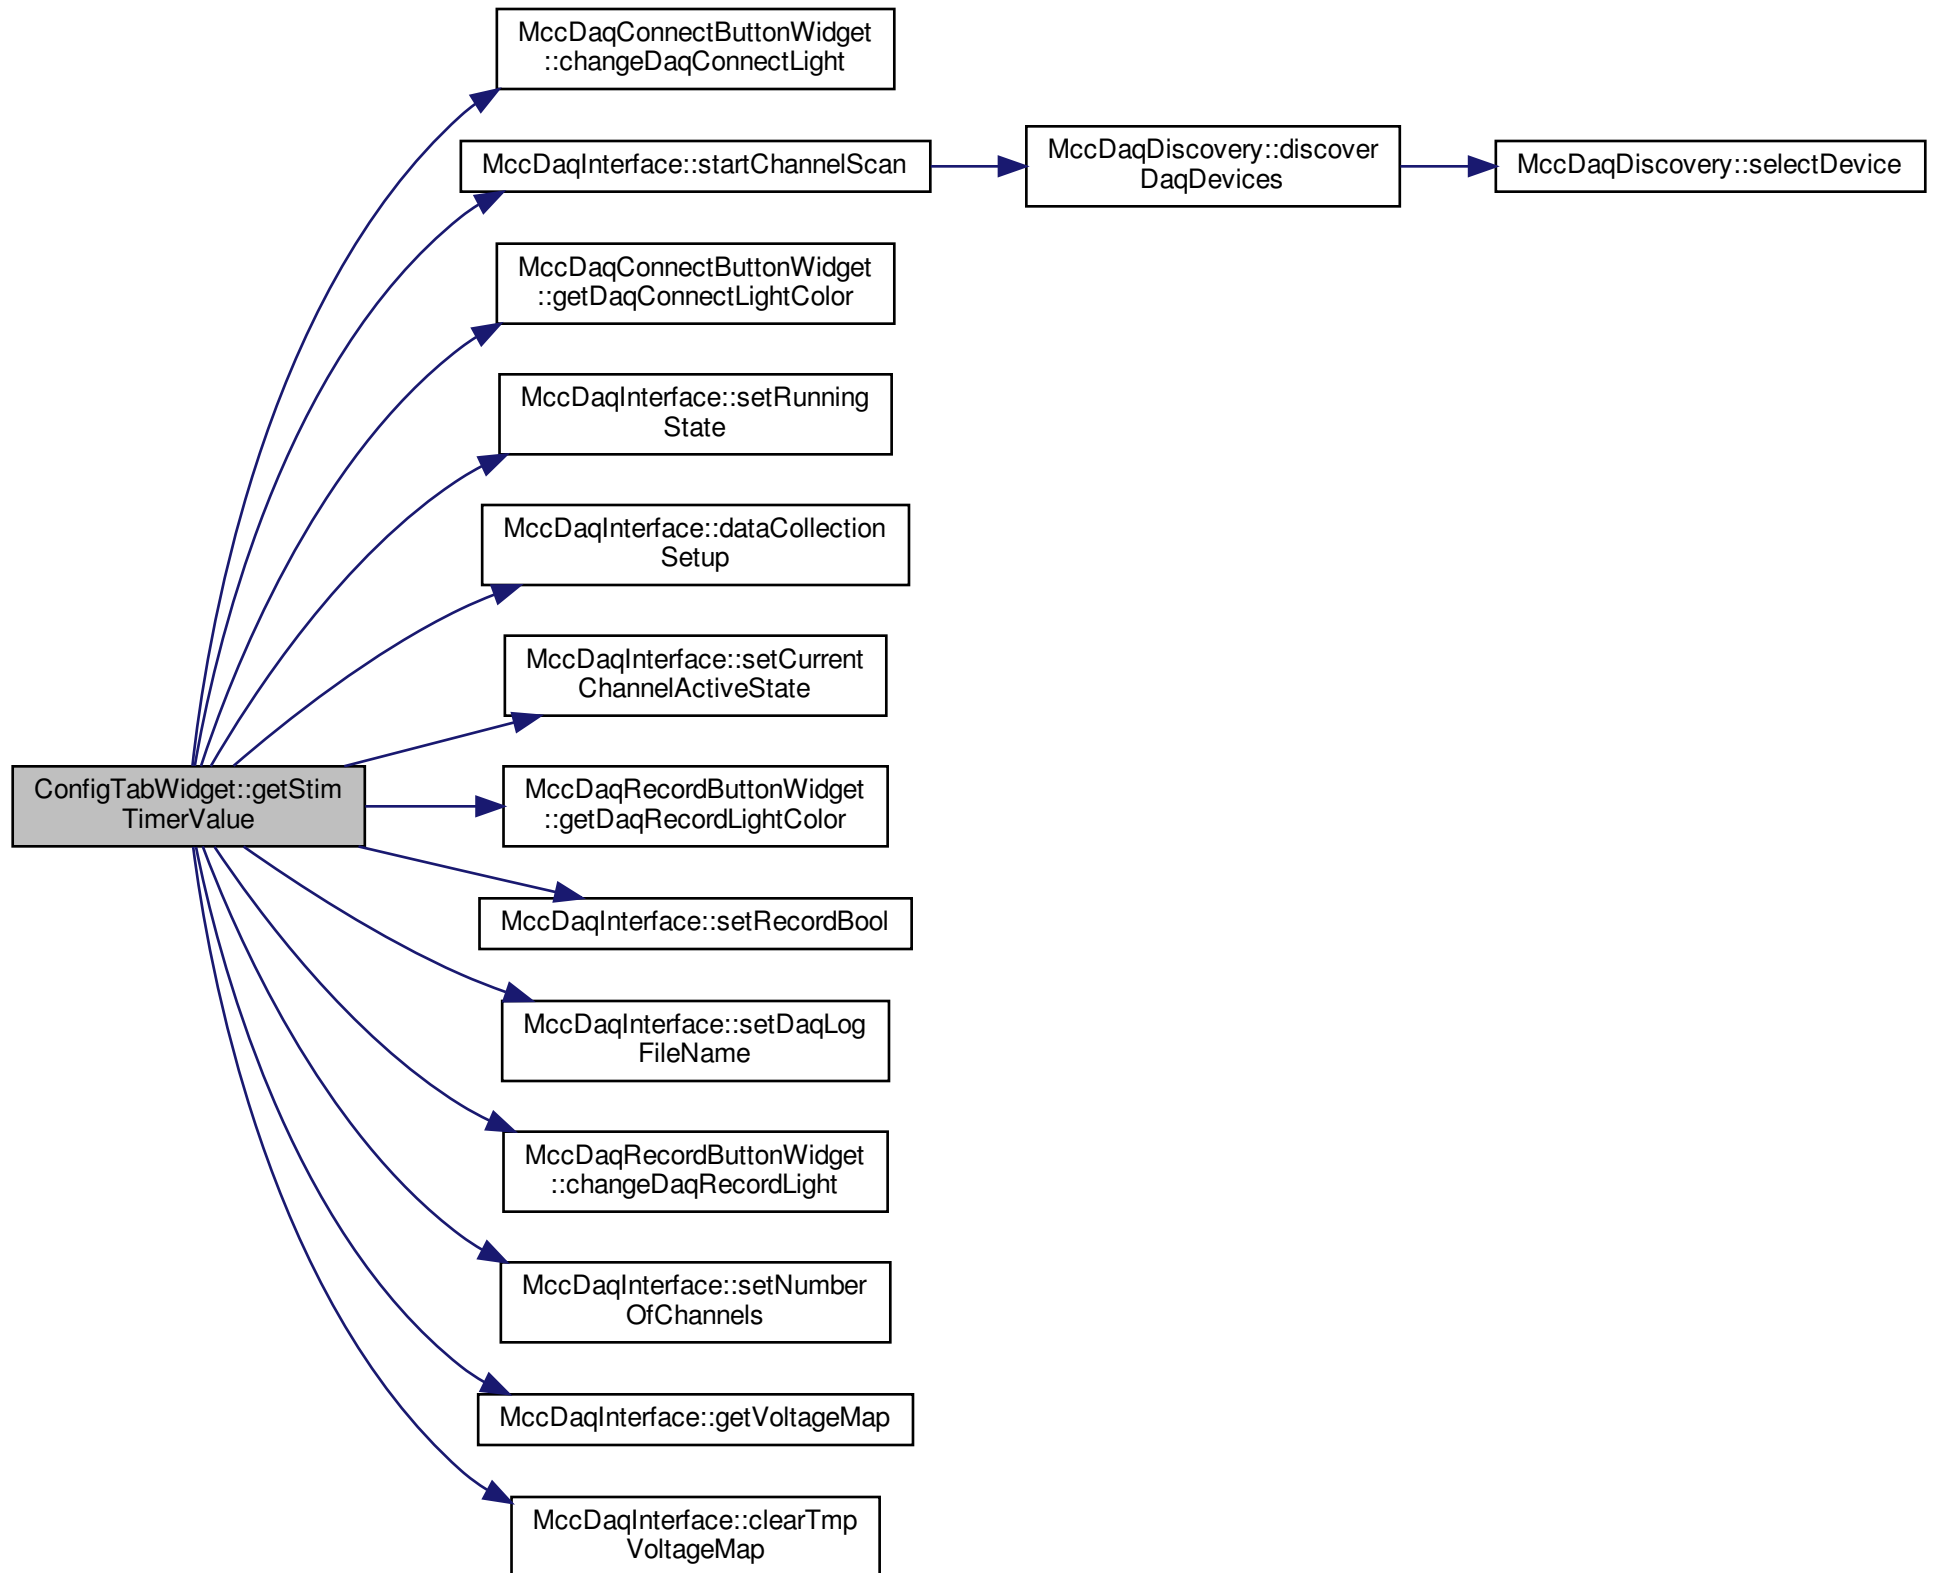 MccDaqConnectButtonWidget
::changeDaqConnectLight
MccDaqInterface::startChannelScan
MccDaqDiscovery::discover
DaqDevices
MccDaqDiscovery::selectDevice
MccDaqConnectButtonWidget
::getDaqConnectLightColor
MccDaqInterface::setRunning
State
MccDaqInterface::dataCollection
Setup
MccDaqInterface::setCurrent
ChannelActiveState
ConfigTabWidget::getStim
TimerValue
MccDaqRecordButtonWidget
::getDaqRecordLightColor
MccDaqInterface::setRecordBool
MccDaqInterface::setDaqLog
FileName
MccDaqRecordButtonWidget
::changeDaqRecordLight
MccDaqInterface::setNumber
OfChannels
MccDaqInterface::getVoltageMap
MccDaqInterface::clearTmp
VoltageMap